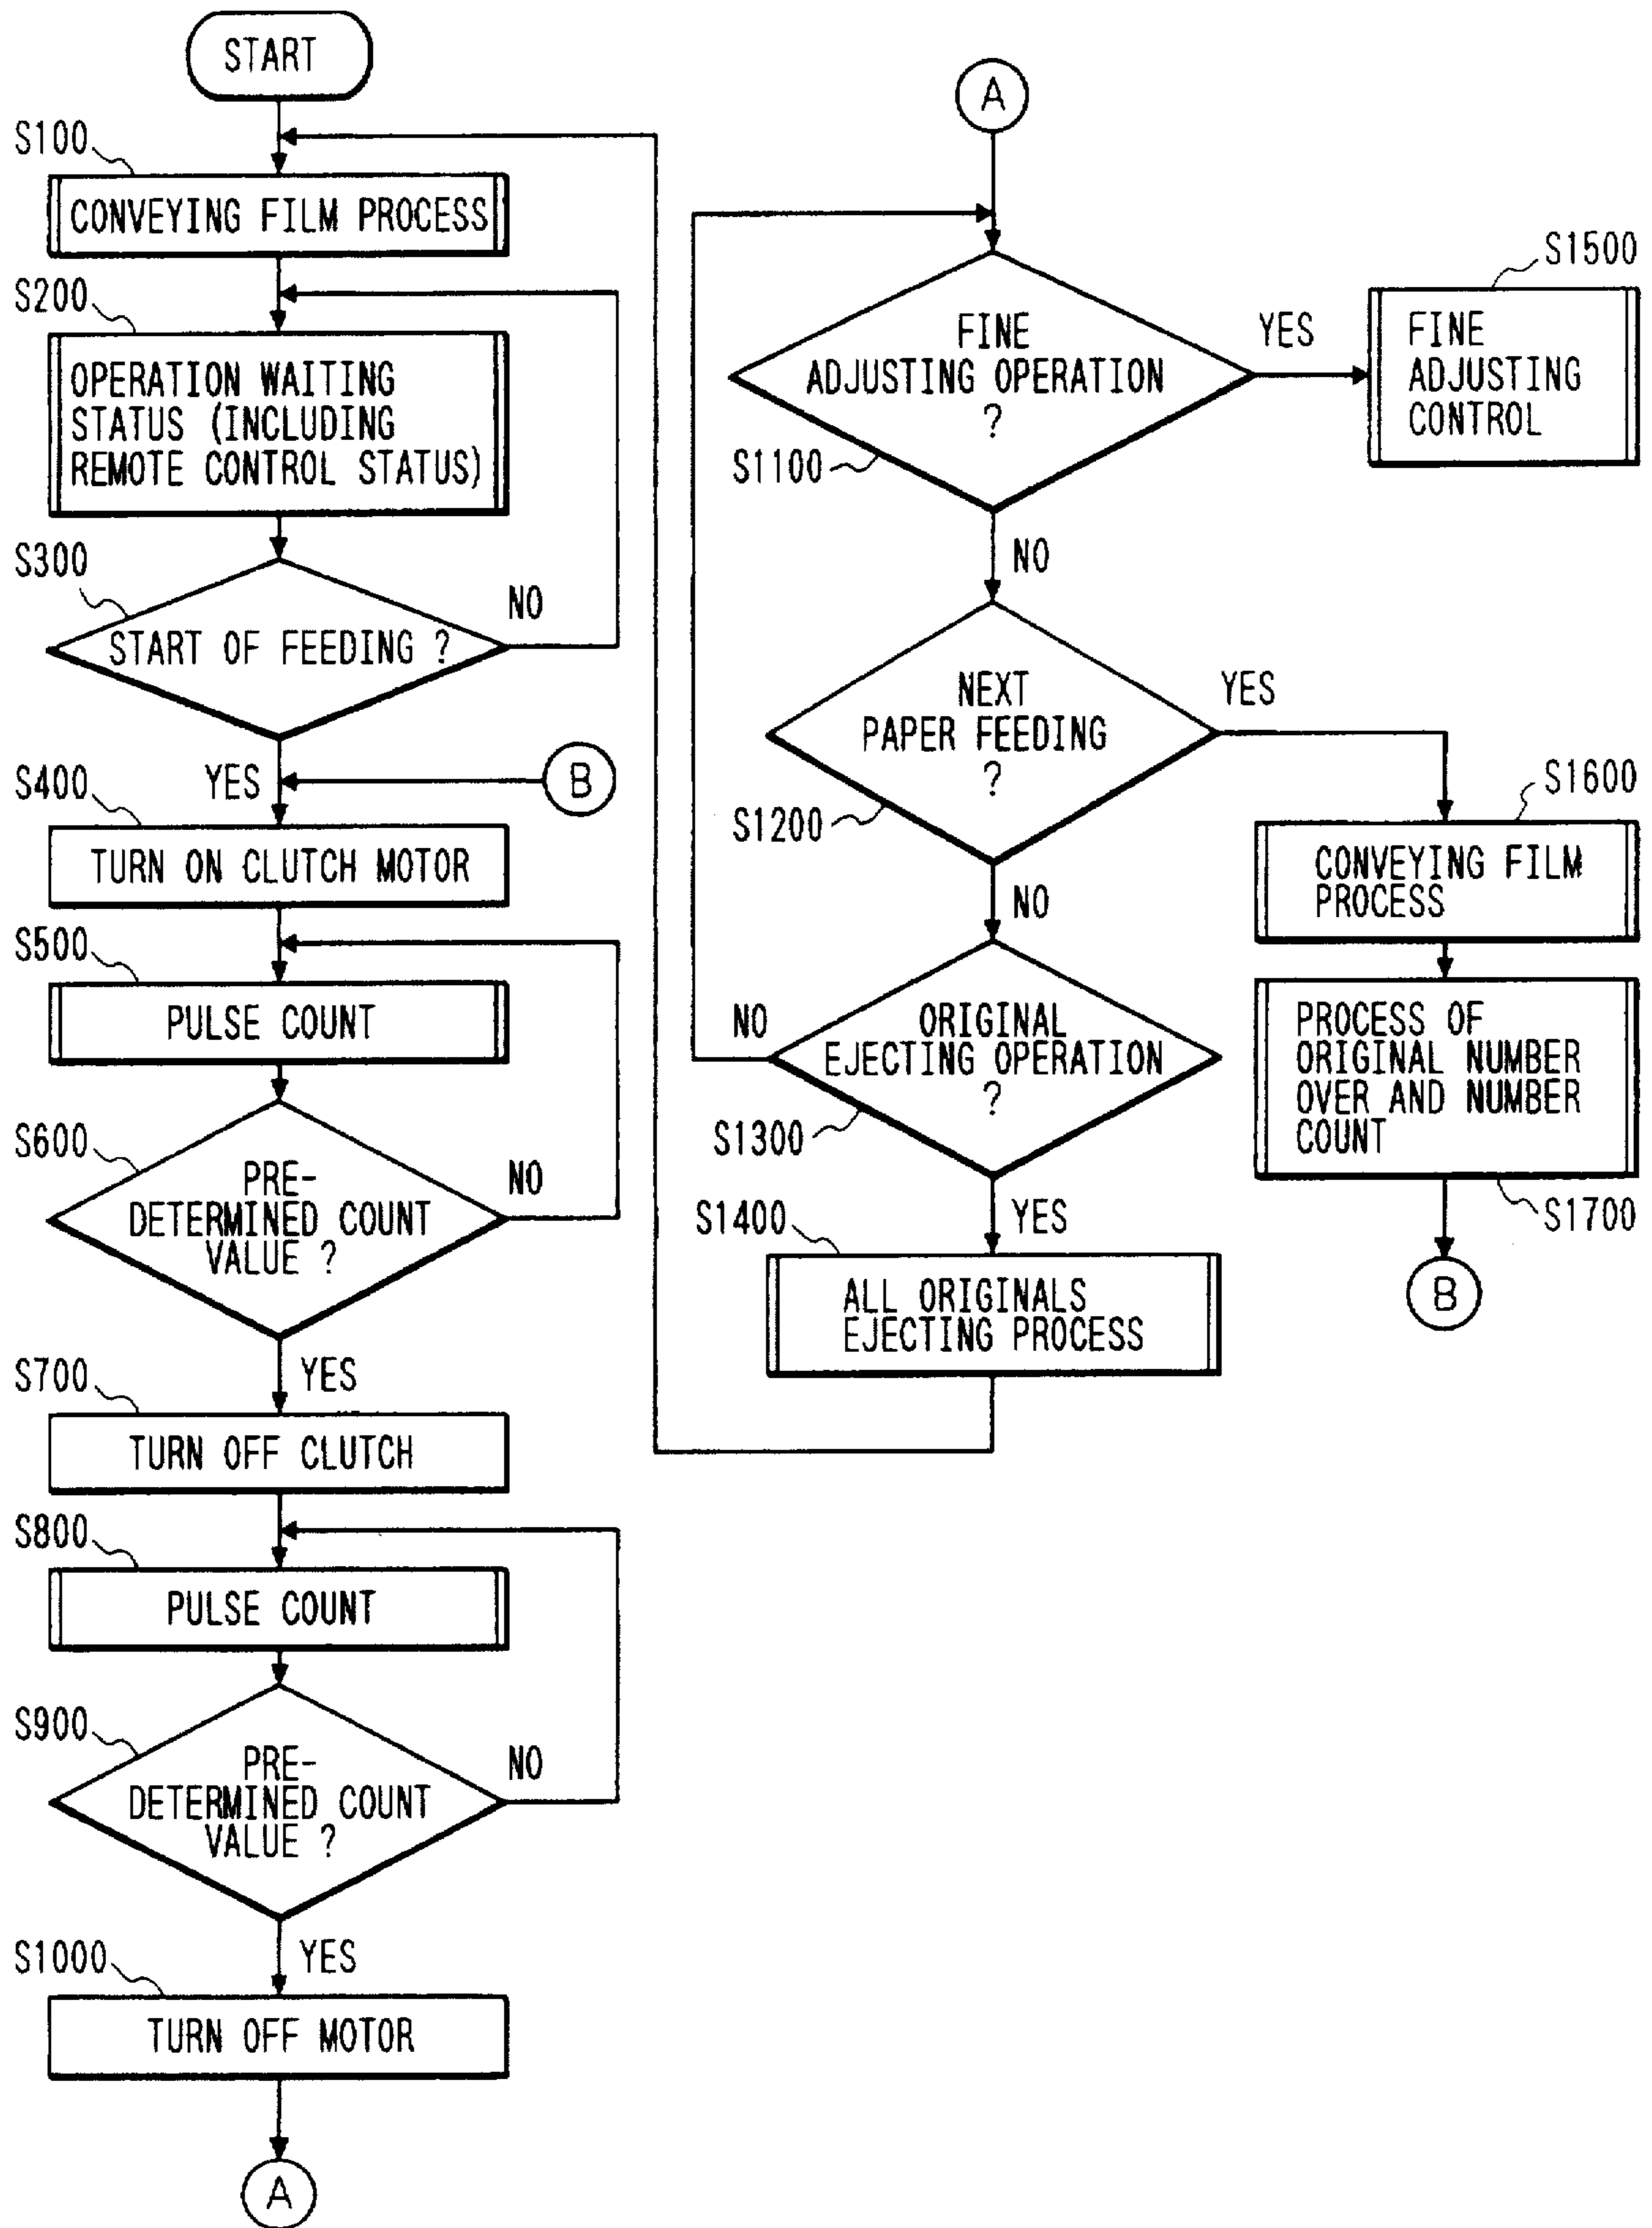 START
S100
CONVEYING FILM PROCESS
S200
OPERATION WAITING
STATUS (INCLUDING
REMOTE CONTROL STATUS)
S300
START OF FEEDING ?
NO
YES
B
S400
TURN ON CLUTCH MOTOR
S500
PULSE COUNT
S600
PRE-
DETERMINED COUNT
VALUE ?
NO
YES
S700
TURN OFF CLUTCH
S800
PULSE COUNT
S900
PRE-
DETERMINED COUNT
VALUE ?
NO
YES
S1000
TURN OFF MOTOR
A
A
FINE
ADJUSTING OPERATION
?
S1100
YES
S1500
FINE
ADJUSTING
CONTROL
NO
NEXT
PAPER FEEDING
?
S1200
YES
S1600
CONVEYING FILM
PROCESS
NO
ORIGINAL
EJECTING OPERATION
?
NO
S1300
PROCESS OF
ORIGINAL NUMBER
OVER AND NUMBER
COUNT
S1700
B
YES
S1400
ALL ORIGINALS
EJECTING PROCESS